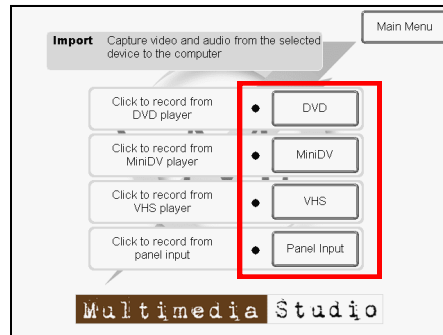 Main Menu
Import Capture video and audio from the selected
device to the computer
Click to record from
DVD player
DVD
Click to record from
MiniDV player
MiniDV
Click to record from
VHS player
VHS
Click to record from
panel input
Panel Input
Multimedia Studio